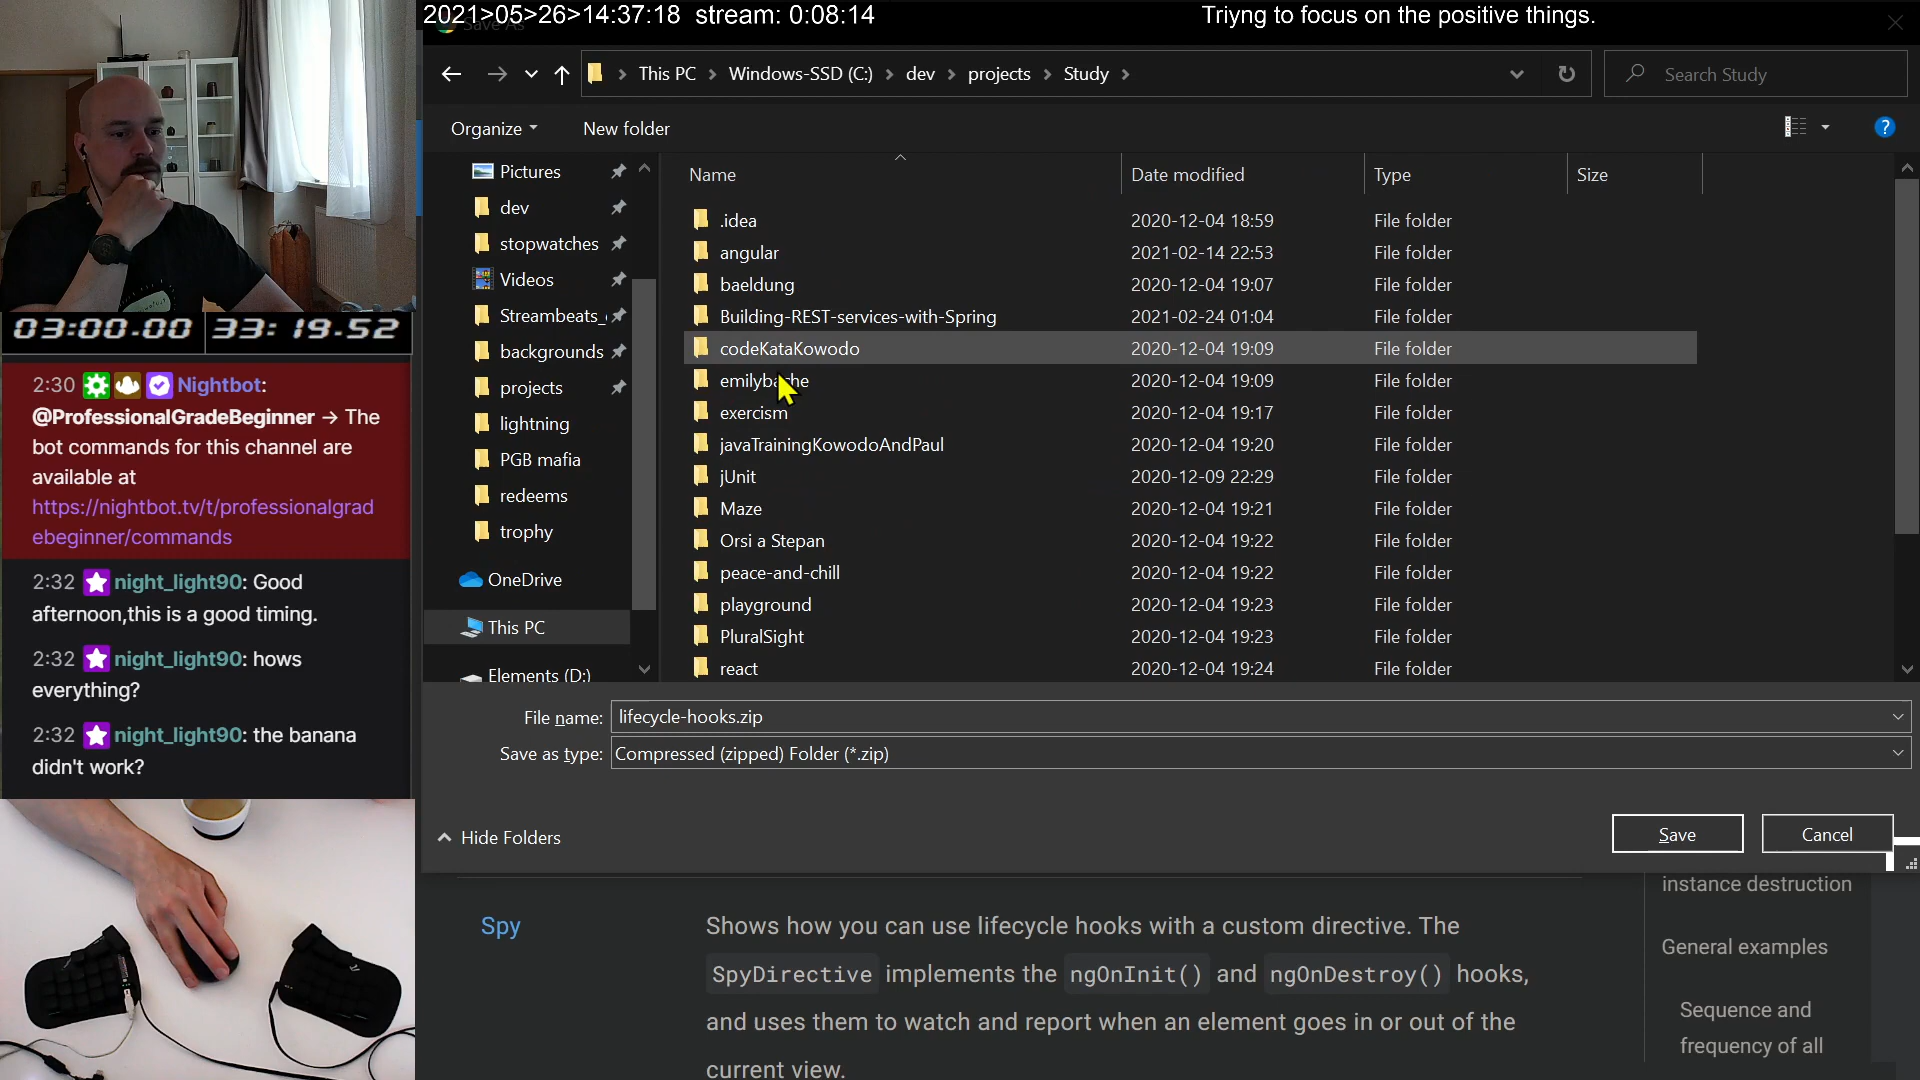 2021>05>26>14:37:18 stream: 0:08:14
Triyng to focus on the positive things.
Save As
This PC > Windows-SSD (C:) > dev > projects > Study >
Search Study
Organize
New folder
Pictures
dev
stopwatches
Videos
Streambeats_
backgrounds
projects
lightning
PGB mafia
redeems
trophy
OneDrive
This PC
Elements (D:)
Name Date modified Type Size
.idea 2020-12-04 18:59 File folder
angular 2021-02-14 22:53 File folder
baeldung 2020-12-04 19:07 File folder
Building-REST-services-with-Spring 2021-02-24 01:04 File folder
codeKataKowodo 2020-12-04 19:09 File folder
emilybache 2020-12-04 19:09 File folder
exercism 2020-12-04 19:17 File folder
javaTrainingKowodoAndPaul 2020-12-04 19:20 File folder
jUnit 2020-12-09 22:29 File folder
Maze 2020-12-04 19:21 File folder
Orsi a Stepan 2020-12-04 19:22 File folder
peace-and-chill 2020-12-04 19:22 File folder
playground 2020-12-04 19:23 File folder
PluralSight 2020-12-04 19:23 File folder
react 2020-12-04 19:24 File folder
File name: lifecycle-hooks.zip
Save as type: Compressed (zipped) Folder (*.zip)
Hide Folders
Save
Cancel
03:00.00 33:19.52
2:30 Nightbot:
@ProfessionalGradeBeginner → The
bot commands for this channel are
available at
https://nightbot.tv/t/professionalgrad
ebeginner/commands
2:32 night_light90: Good
afternoon,this is a good timing.
2:32 night_light90: hows
everything?
2:32 night_light90: the banana
didn't work?
Spy
Shows how you can use lifecycle hooks with a custom directive. The
SpyDirective implements the ngOnInit() and ngOnDestroy() hooks,
and uses them to watch and report when an element goes in or out of the
current view.
instance destruction
General examples
Sequence and
frequency of all